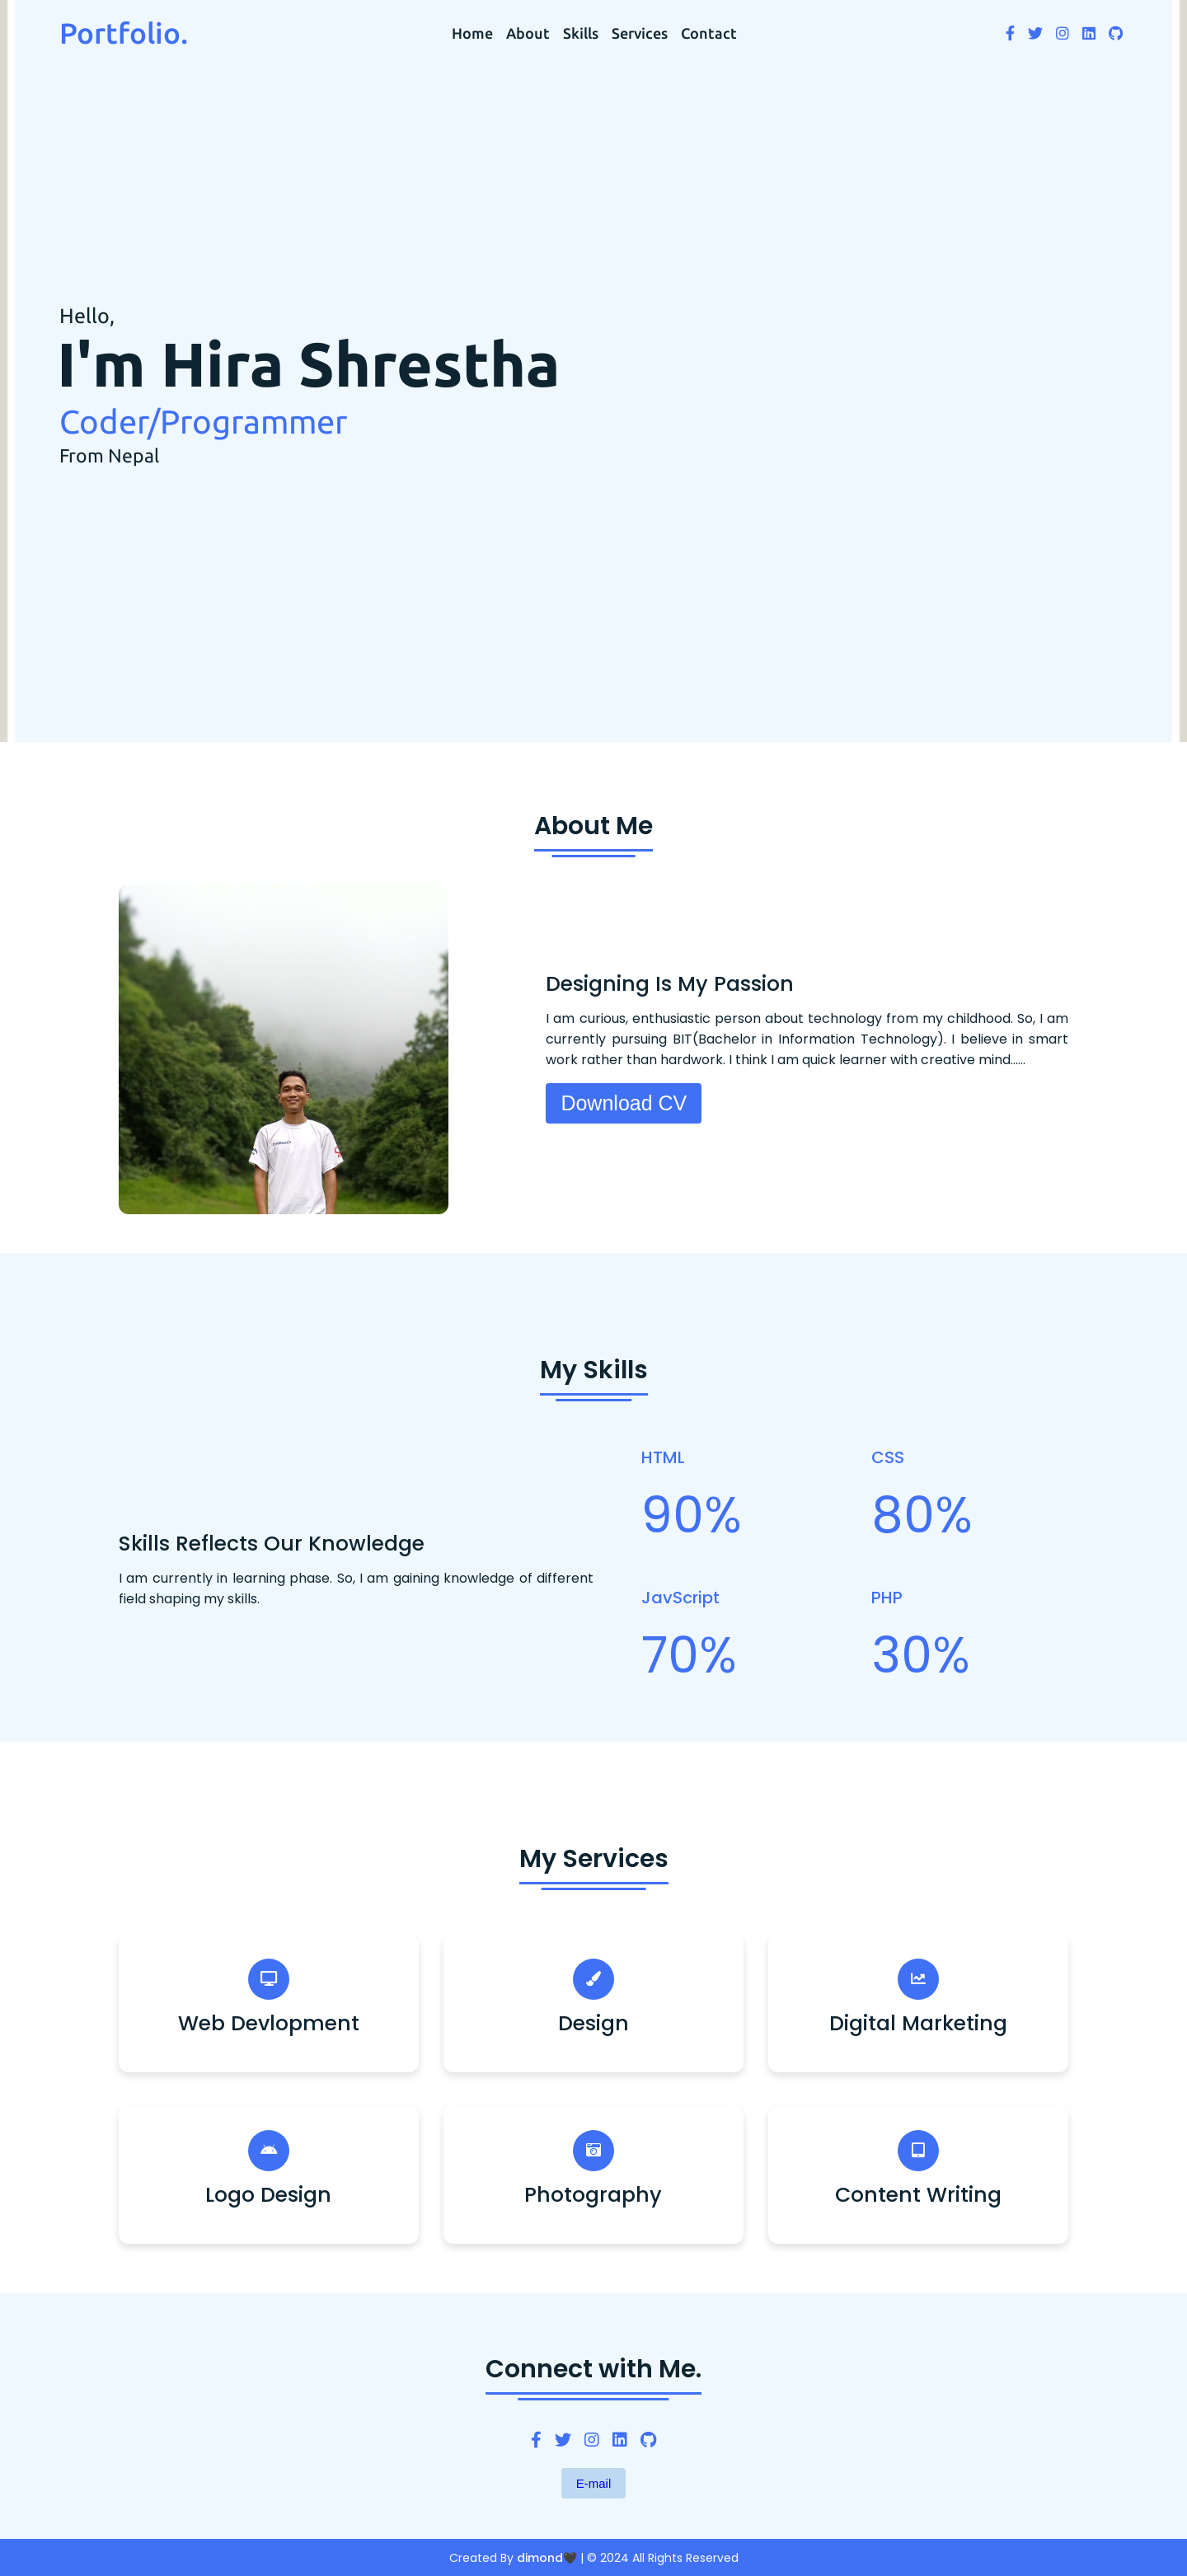 Portfolio.
Home About Skills Services Contact
Hello,
I'm Hira Shrestha
Coder/Programmer
From Nepal
About Me
Designing Is My Passion
I am curious, enthusiastic person about technology from my childhood. So, I am
currently pursuing BIT(Bachelor in Information Technology). I believe in smart
work rather than hardwork. I think I am quick learner with creative mind......
Download CV
My Skills
Skills Reflects Our Knowledge
I am currently in learning phase. So, I am gaining knowledge of different
field shaping my skills.
HTML
90%
CSS
80%
JavScript
70%
PHP
30%
My Services
Web Devlopment
Design
Digital Marketing
Logo Design
Photography
Content Writing
Connect with Me.
E-mail
Created By dimond🖤 | © 2024 All Rights Reserved